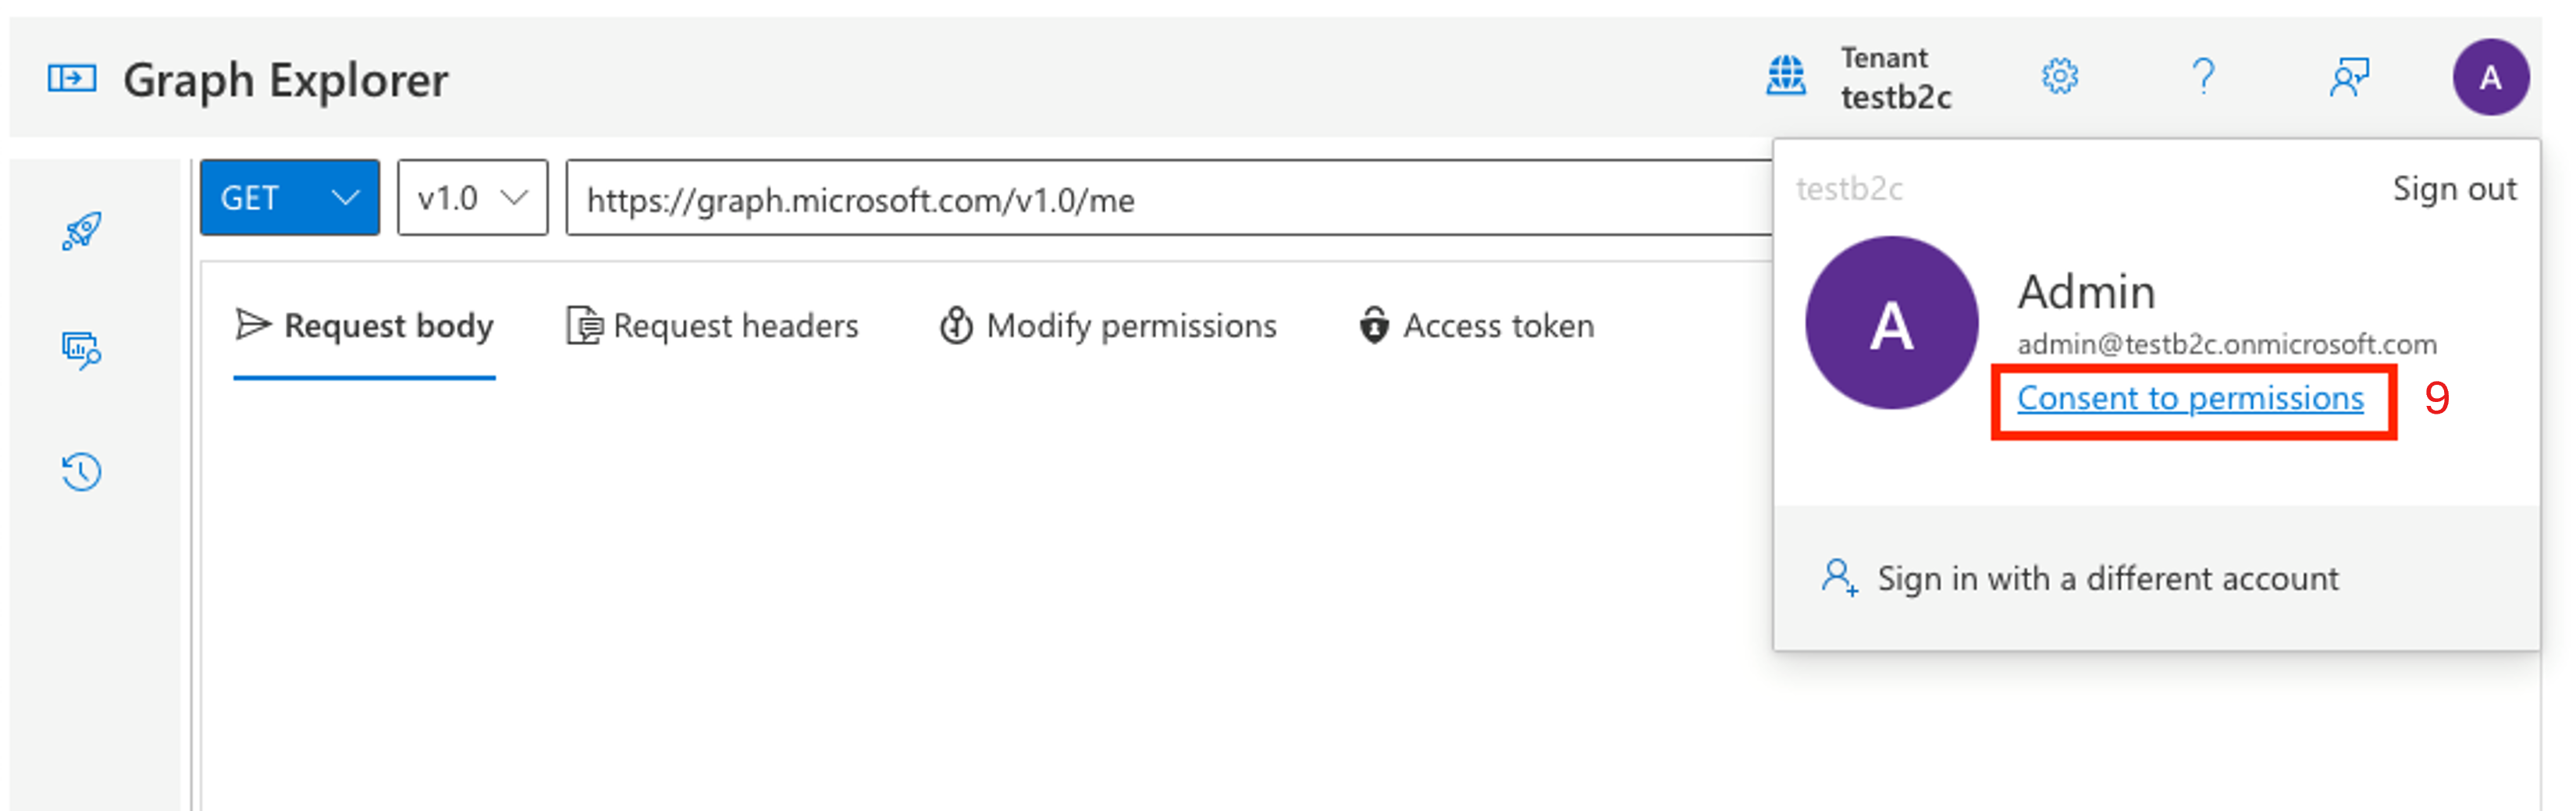 Graph Explorer
Tenant
testb2c
?
A
GET
v1.0
https://graph.microsoft.com/v1.0/me
Request body
Request headers
Modify permissions
Access token
testb2c
Sign out
A
Admin
admin@testb2c.onmicrosoft.com
Consent to permissions
9
Sign in with a different account